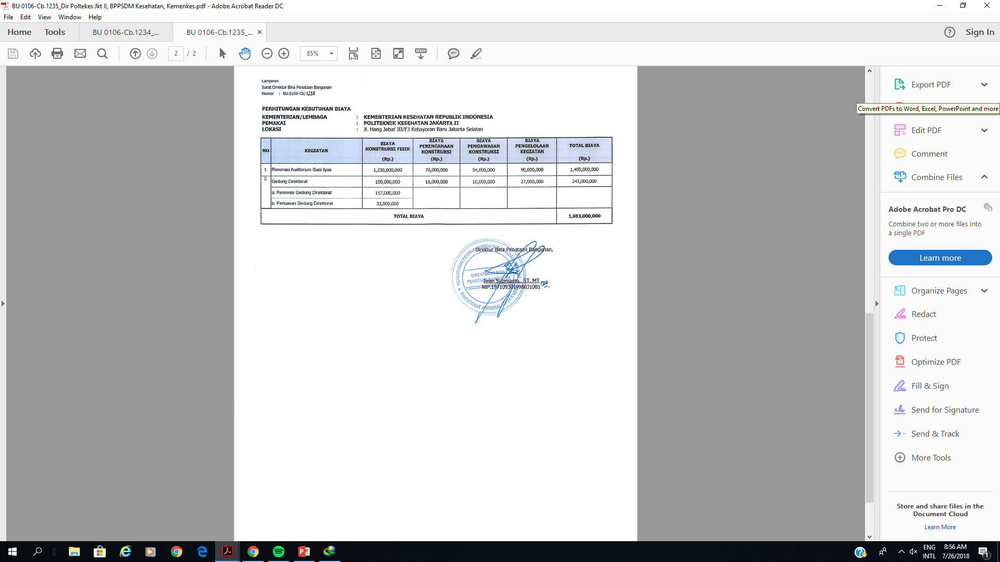 BU 0106-Cb.1235_Dir Poltekes Jkt II, BPPSDM Kesehatan, Kemenkes.pdf - Adobe Acrobat Reader DC
File Edit View Window Help
Home Tools BU 0106-Cb.1234_... BU 0106-Cb.1235_... ×
Sign In
2 / 2 85%
Lampiran
Surat Direktur Bina Penataan Bangunan
Nomor : BU.0106-Cb/1235
PERHITUNGAN KEBUTUHAN BIAYA
KEMENTERIAN/LEMBAGA : KEMENTERIAN KESEHATAN REPUBLIK INDONESIA
PEMAKAI : POLITEKNIK KESEHATAN JAKARTA II
LOKASI : Jl. Hang Jebat III/F3 Kebayoran Baru Jakarta Selatan
NO KEGIATAN BIAYA KONSTRUKSI FISIK (Rp.) BIAYA PERENCANAAN KONSTRUKSI (Rp.) BIAYA PENGAWASAN KONSTRUKSI (Rp.) BIAYA PENGELOLAAN KEGIATAN (Rp.) TOTAL BIAYA (Rp.)
1. Renovasi Auditorium Gani Ilyas 1,230,000,000 76,000,000 54,000,000 90,000,000 1,450,000,000
2. Gedung Direktorat 190,000,000 16,000,000 10,000,000 27,000,000 243,000,000
a. Renovasi Gedung Direktorat 157,000,000
b. Perluasan Gedung Direktorat 33,000,000
TOTAL BIAYA 1,693,000,000
Direktur Bina Penataan Bangunan,
KEMENTERIAN PEKERJAAN UMUM DAN
DIREKTORAT BINA
PENATAAN BANGUNAN
DIREKTORAT JENDERAL CIPTA KARYA
Iwan Suprijanto., ST, MT
NIP.197109301998031001
Export PDF
Convert PDFs to Word, Excel, PowerPoint and more
Edit PDF
Comment
Combine Files
Adobe Acrobat Pro DC
Combine two or more files into
a single PDF
Learn more
Organize Pages
Redact
Protect
Optimize PDF
Fill & Sign
Send for Signature
Send & Track
More Tools
Store and share files in the
Document Cloud
Learn More
ENG
INTL
8:56 AM
7/26/2018
1